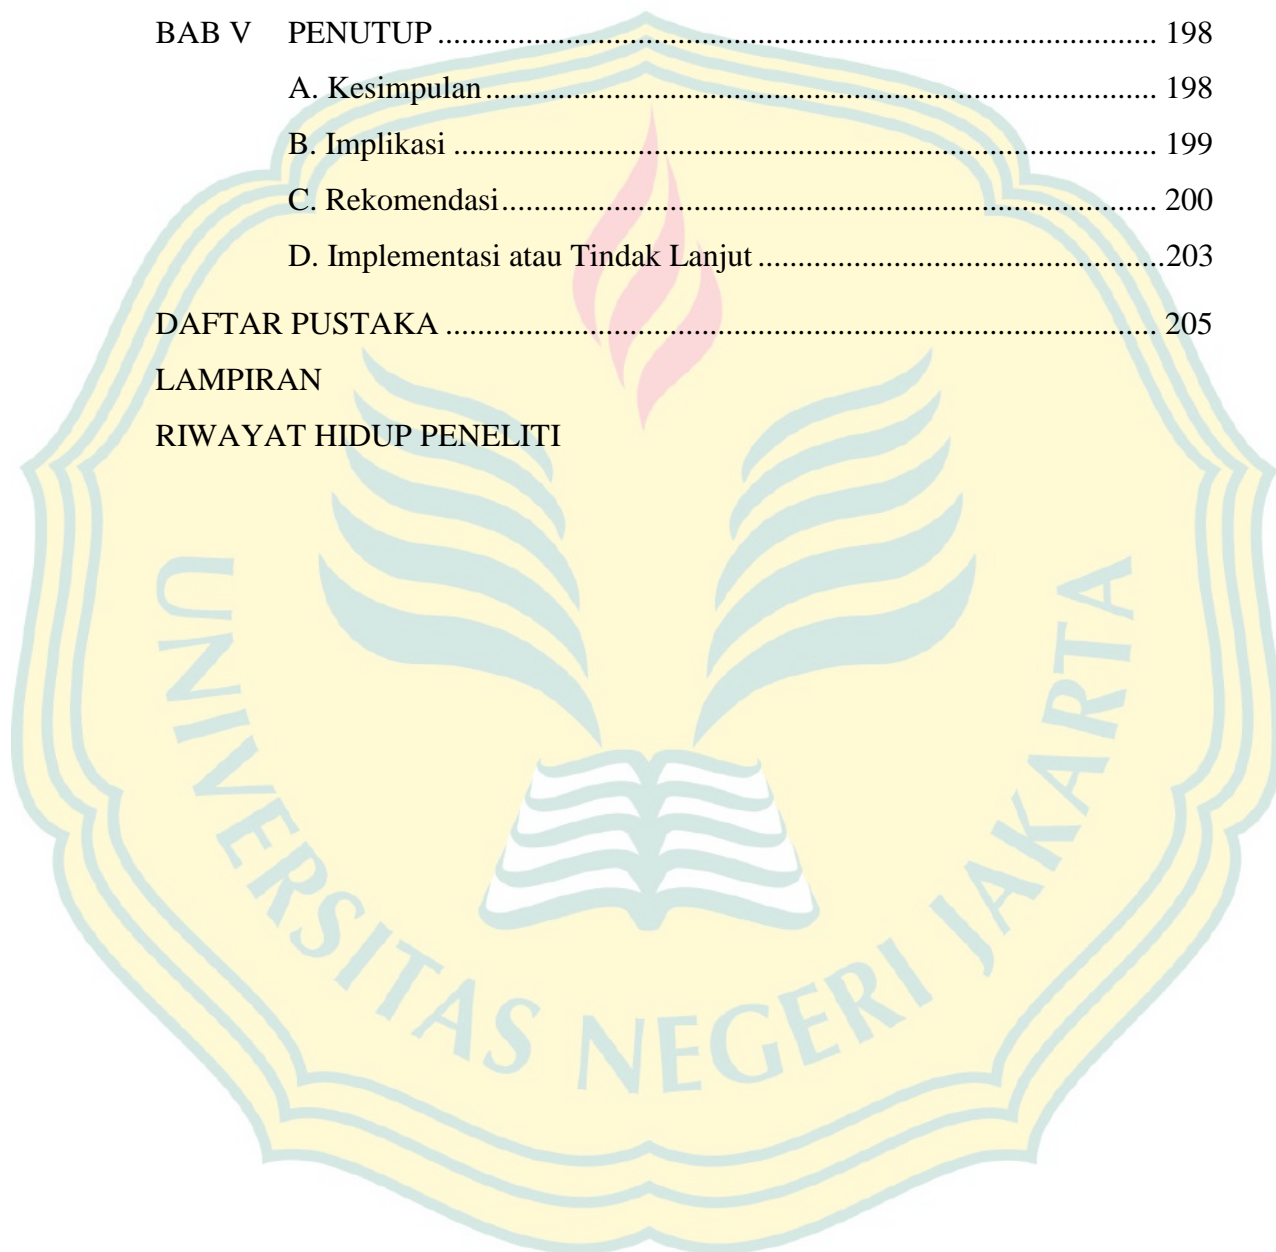 BAB V PENUTUP ........................................................................................... 198
A. Kesimpulan ..................................................................................... 198
B. Implikasi ......................................................................................... 199
C. Rekomendasi ................................................................................... 200
D. Implementasi atau Tindak Lanjut .................................................... 203
DAFTAR PUSTAKA .......................................................................................... 205
LAMPIRAN
RIWAYAT HIDUP PENELITI
UNIVERSITAS NEGERI JAKARTA